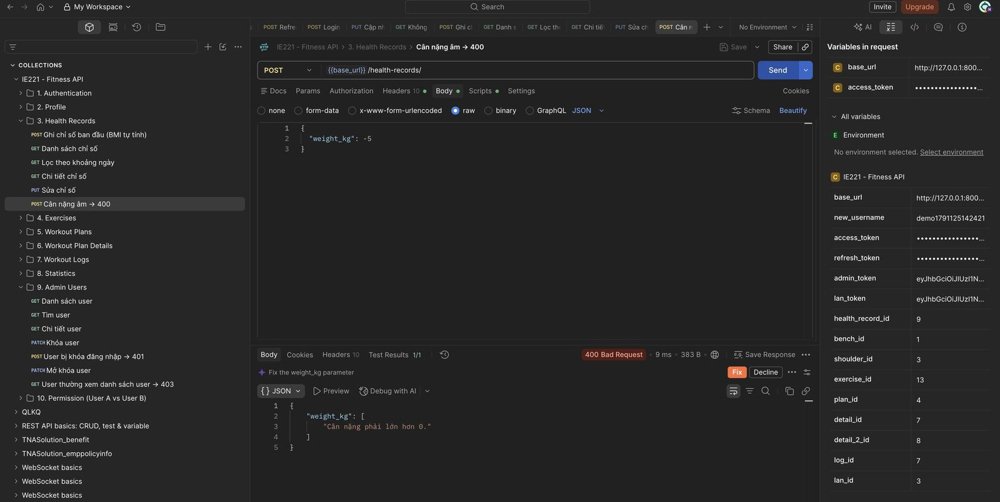 My Workspace
Search
Invite
Upgrade
POST Refre
POST Login
PUT Cập nh
GET Không
POST Ghi c
GET Danh s
GET Lọc the
GET Chi tiế
PUT Sửa ch
POST Cân n
No Environment
AI
IE221 - Fitness API > 3. Health Records > Cân nặng âm → 400
Save
Share
POST
{{base_url}} /health-records/
Send
Docs
Params
Authorization
Headers 10
Body
Scripts
Settings
Cookies
none
form-data
x-www-form-urlencoded
raw
binary
GraphQL
JSON
Schema
Beautify
1 {
2 "weight_kg": -5
3 }
COLLECTIONS
IE221 - Fitness API
1. Authentication
2. Profile
3. Health Records
POST Ghi chỉ số ban đầu (BMI tự tính)
GET Danh sách chỉ số
GET Lọc theo khoảng ngày
GET Chi tiết chỉ số
PUT Sửa chỉ số
POST Cân nặng âm → 400
4. Exercises
5. Workout Plans
6. Workout Plan Details
7. Workout Logs
8. Statistics
9. Admin Users
GET Danh sách user
GET Tìm user
GET Chi tiết user
PATCH Khóa user
POST User bị khóa đăng nhập → 401
PATCH Mở khóa user
GET User thường xem danh sách user → 403
10. Permission (User A vs User B)
QLKQ
REST API basics: CRUD, test & variable
TNASolution_benefit
TNASolution_emppolicyinfo
WebSocket basics
WebSocket basics
WebSocket basics
Body
Cookies
Headers 10
Test Results 1/1
400 Bad Request
9 ms
383 B
e.g. Save Response
Fix the weight_kg parameter
Fix
Decline
{} JSON
Preview
Debug with AI
1 {
2 "weight_kg": [
3 "Cân nặng phải lớn hơn 0."
4 ]
5 }
Variables in request
C base_url http://127.0.0.1:800...
C access_token ••••••••••••••••...
All variables
E Environment
No environment selected. Select environment
C IE221 - Fitness API
base_url http://127.0.0.1:800...
new_username demo1791125142421
access_token ••••••••••••••••...
refresh_token ••••••••••••••••...
admin_token eyJhbGciOiJIUzI1N...
lan_token eyJhbGciOiJIUzI1N...
health_record_id 9
bench_id 1
shoulder_id 3
exercise_id 13
plan_id 4
detail_id 7
detail_2_id 8
log_id 7
lan_id 3